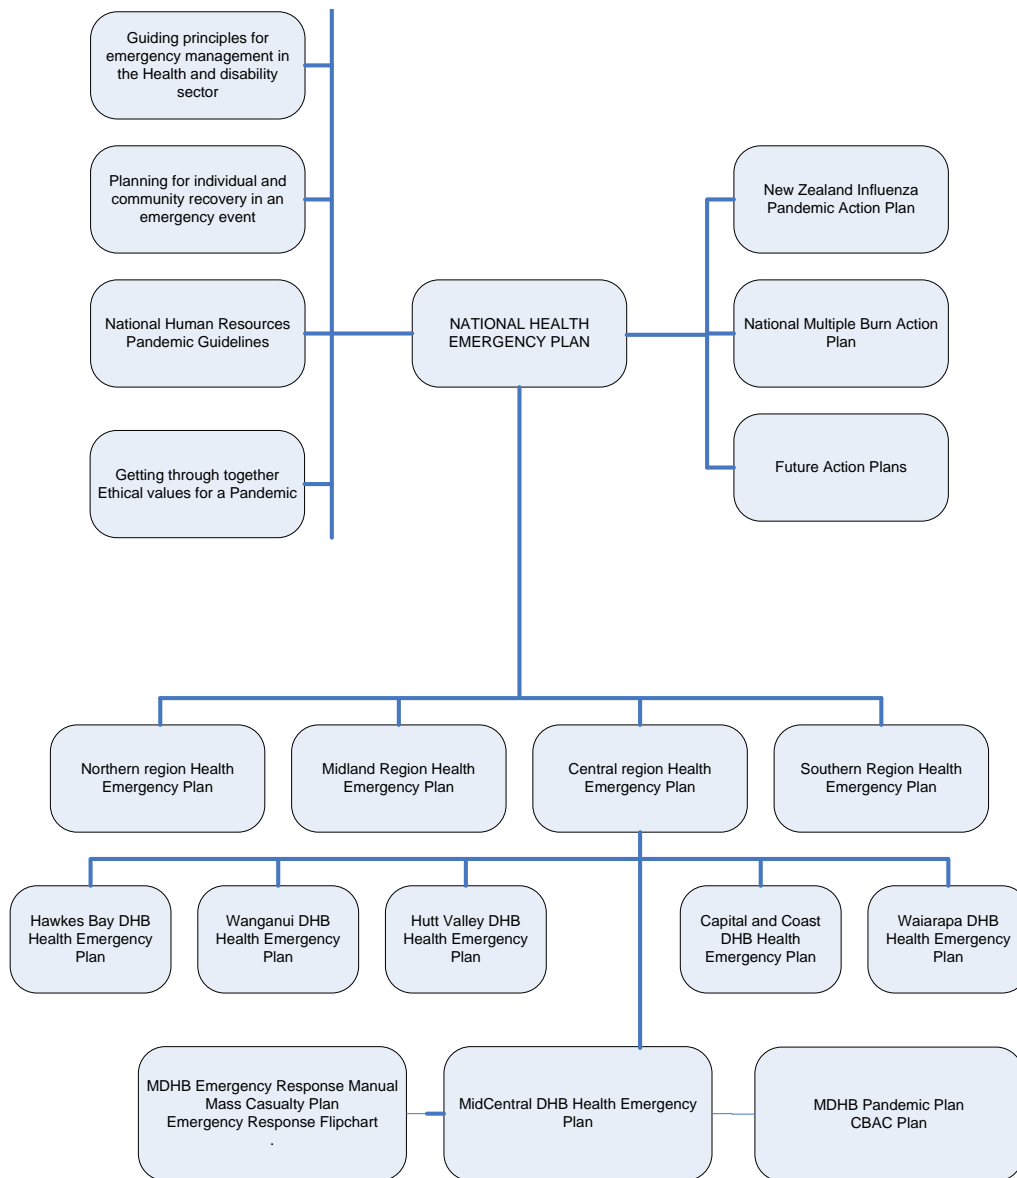 Guiding principles for
emergency management in
the Health and disability
sector
Planning for individual and
community recovery in an
emergency event
National Human Resources
Pandemic Guidelines
Getting through together
Ethical values for a Pandemic
NATIONAL HEALTH
EMERGENCY PLAN
New Zealand Influenza
Pandemic Action Plan
National Multiple Burn Action
Plan
Future Action Plans
Northern region Health
Emergency Plan
Midland Region Health
Emergency Plan
Central region Health
Emergency Plan
Southern Region Health
Emergency Plan
Hawkes Bay DHB
Health Emergency
Plan
Wanganui DHB
Health Emergency
Plan
Hutt Valley DHB
Health Emergency
Plan
Capital and Coast
DHB Health
Emergency Plan
Waiarapa DHB
Health Emergency
Plan
MDHB Emergency Response Manual
Mass Casualty Plan
Emergency Response Flipchart
.
MidCentral DHB Health Emergency
Plan
MDHB Pandemic Plan
CBAC Plan